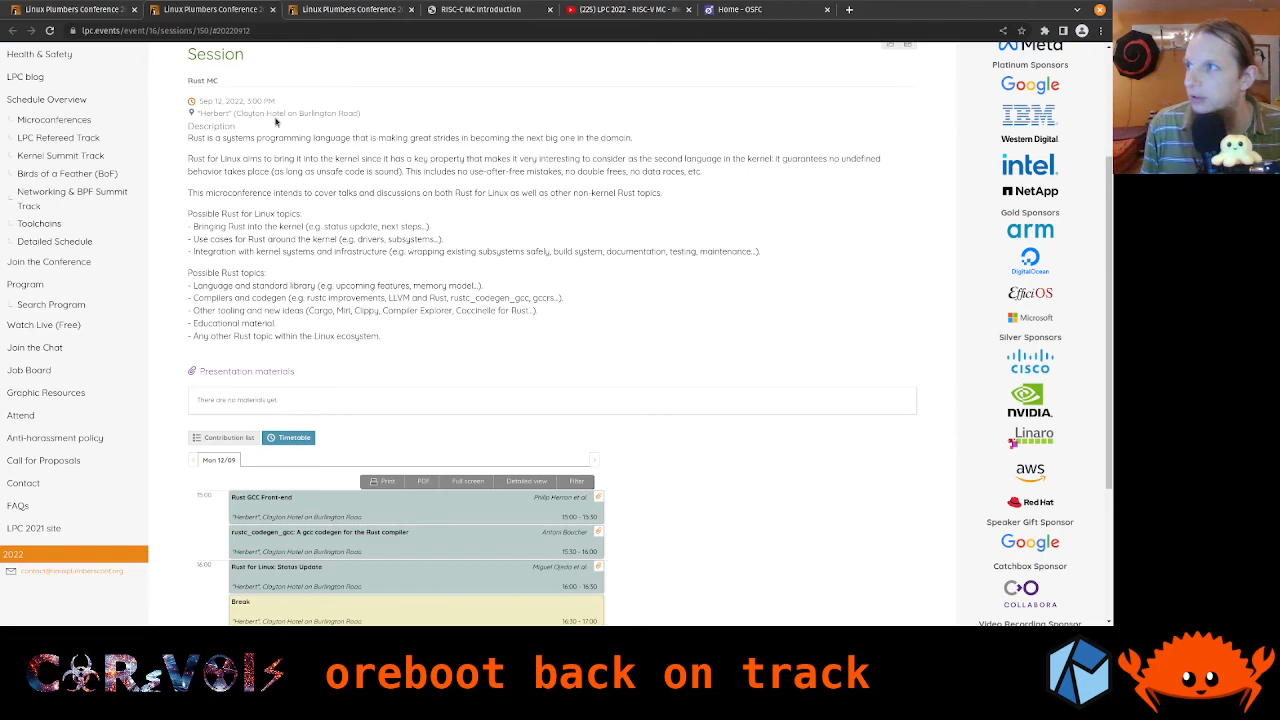 Linux Plumbers Conference 2
Linux Plumbers Conference 2
Linux Plumbers Conference 2
RISC-C MC Introduction
(225) LPC 2022 - RISC-V MC - M
Home - OSFC
lpc.events/event/16/sessions/150/#20220912
Health & Safety
LPC blog
Schedule Overview
Microconferences
LPC Refereed Track
Kernel Summit Track
Birds of a Feather (BoF)
Networking & BPF Summit
Track
Toolchains
Detailed Schedule
Join the Conference
Program
Search Program
Watch Live (Free)
Join the Chat
Job Board
Graphic Resources
Attend
Anti-harassment policy
Call for Proposals
Contact
FAQs
LPC 2021 site
2022
contact@linuxplumbersconf.org
Session
Rust MC
Sep 12, 2022, 3:00 PM
"Herbert" (Clayton Hotel on Burlington Road)
Description
Rust is a systems programming language that is making great strides in becoming the next big one in the domain.
Rust for Linux aims to bring it into the kernel since it has a key property that makes it very interesting to consider as the second language in the kernel: it guarantees no undefined
behavior takes place (as long as unsafe code is sound). This includes no use-after-free mistakes, no double frees, no data races, etc.
This microconference intends to cover talks and discussions on both Rust for Linux as well as other non-kernel Rust topics.
Possible Rust for Linux topics:
- Bringing Rust into the kernel (e.g. status update, next steps...).
- Use cases for Rust around the kernel (e.g. drivers, subsystems...).
- Integration with kernel systems and infrastructure (e.g. wrapping existing subsystems safely, build system, documentation, testing, maintenance...).
Possible Rust topics:
- Language and standard library (e.g. upcoming features, memory model...).
- Compilers and codegen (e.g. rustc improvements, LLVM and Rust, rustc_codegen_gcc, gccrs...).
- Other tooling and new ideas (Cargo, Miri, Clippy, Compiler Explorer, Coccinelle for Rust...).
- Educational material.
- Any other Rust topic within the Linux ecosystem.
Presentation materials
There are no materials yet.
Contribution list
Timetable
Mon 12/09
Print
PDF
Full screen
Detailed view
Filter
15:00
Rust GCC Front-end
Philip Herron et al.
"Herbert", Clayton Hotel on Burlington Road
15:00 - 15:30
rustc_codegen_gcc: A gcc codegen for the Rust compiler
Antoni Boucher
"Herbert", Clayton Hotel on Burlington Road
15:30 - 16:00
16:00
Rust for Linux: Status Update
Miguel Ojeda et al.
"Herbert", Clayton Hotel on Burlington Road
16:00 - 16:30
Break
"Herbert", Clayton Hotel on Burlington Road
16:30 - 17:00
Meta
Platinum Sponsors
Google
IBM
Western Digital
intel
NetApp
Gold Sponsors
arm
DigitalOcean
EfficiOS
Microsoft
Silver Sponsors
CISCO
NVIDIA
Linaro
aws
Red Hat
Speaker Gift Sponsor
Google
Catchbox Sponsor
COLLABORA
Video Recording Sponsor
oreboot back on track